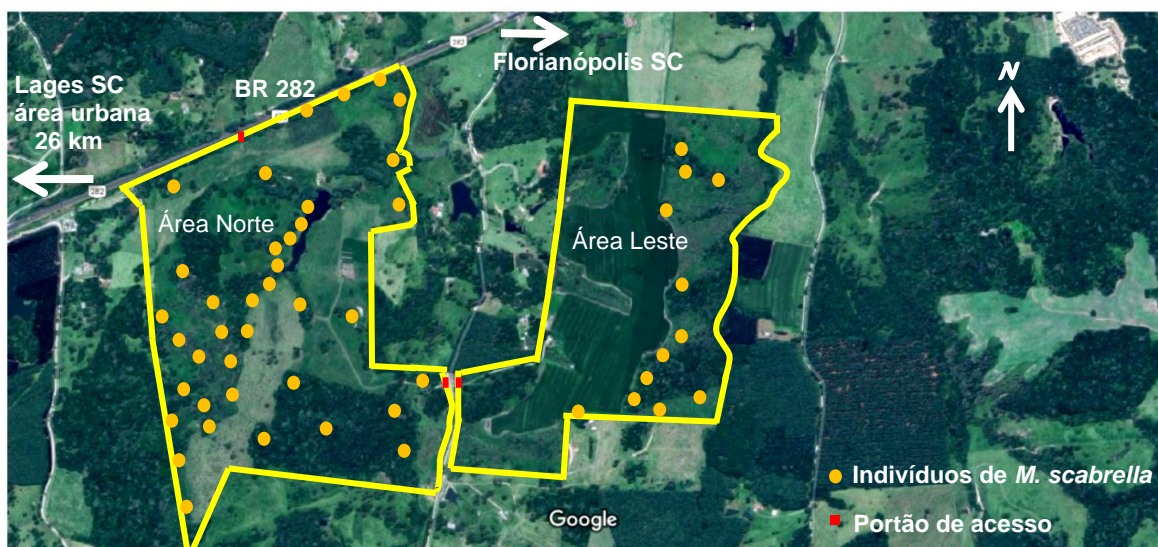 282
Florianópolis SC
Lages SC
área urbana
26 km
BR 282
N
282
Área Norte
Área Leste
Indivíduos de M. scabrella
Portão de acesso
Google